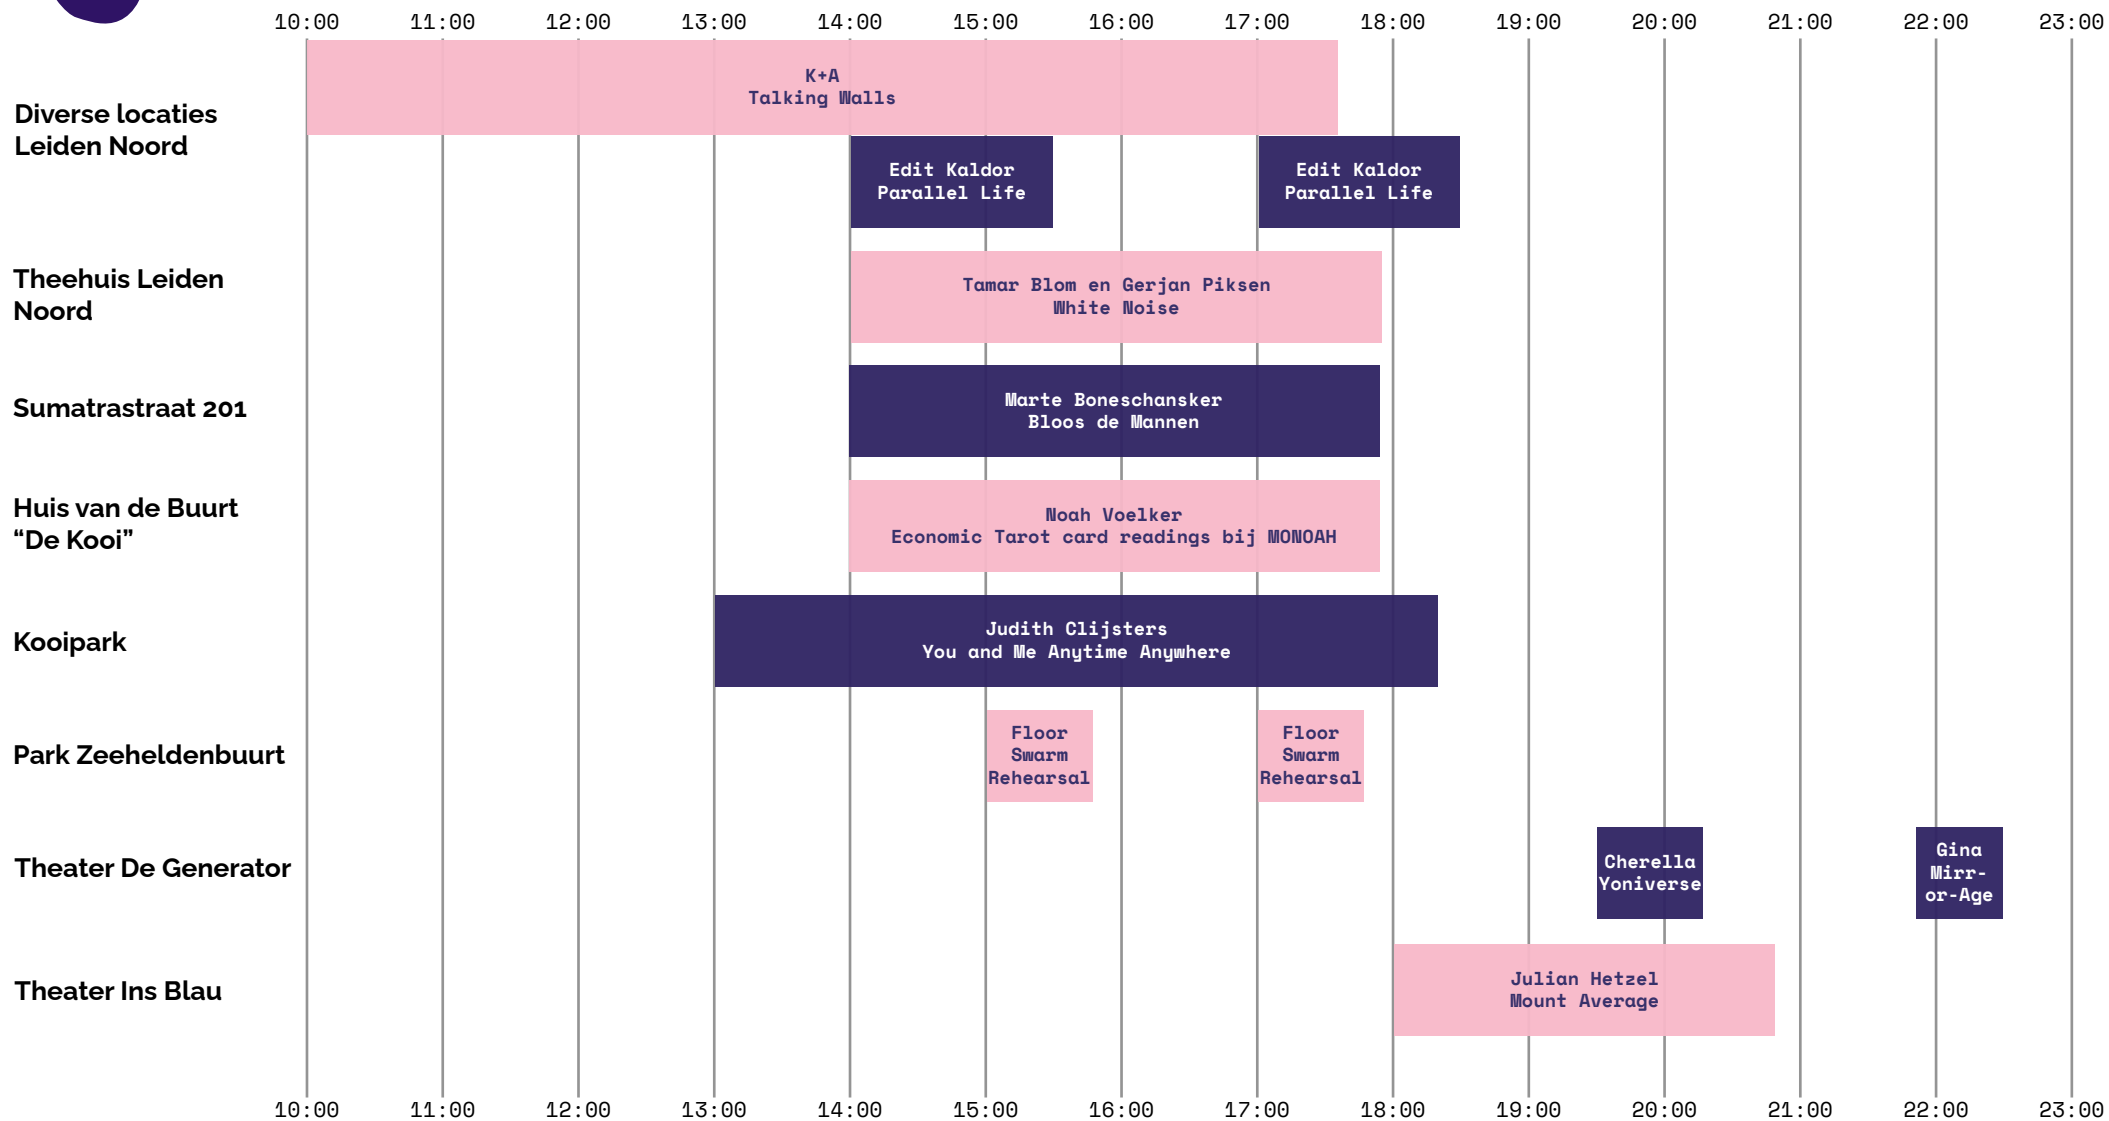 10:00 11:00 12:00 13:00 14:00 15:00 16:00 17:00 18:00 19:00 20:00 21:00 22:00 23:00
Diverse locaties
Leiden Noord
K+A
Talking Walls
Edit Kaldor
Parallel Life
Edit Kaldor
Parallel Life
Theehuis Leiden
Noord
Tamar Blom en Gerjan Piksen
White Noise
Sumatrastraat 201
Marte Boneschansker
Bloos de Mannen
Huis van de Buurt
“De Kooi”
Noah Voelker
Economic Tarot card readings bij MONOAH
Kooipark
Judith Clijsters
You and Me Anytime Anywhere
Park Zeeheldenbuurt
Floor
Swarm
Rehearsal
Floor
Swarm
Rehearsal
Theater De Generator
Cherella
Yoniverse
Gina
Mirr-
or-Age
Theater Ins Blau
Julian Hetzel
Mount Average
10:00 11:00 12:00 13:00 14:00 15:00 16:00 17:00 18:00 19:00 20:00 21:00 22:00 23:00